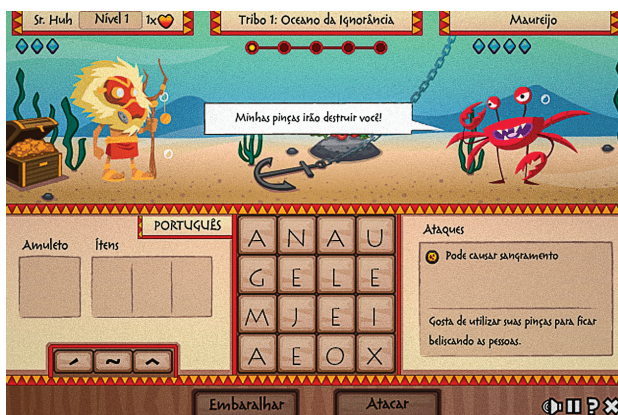 Sr. Huh Nível 1 1x
Tribo 1: Oceano da Ignorância
Maureijo
Minhas pinças irão destruir você!
PORTUGUÊS
Amuleto Ítens
A N A U
G E L E
M J E I
A E O X
Ataques
Pode causar sangramento
Gosta de utilizar suas pinças para ficar
beliscando as pessoas.
´ ~ ^
Embaralhar Atacar
? X